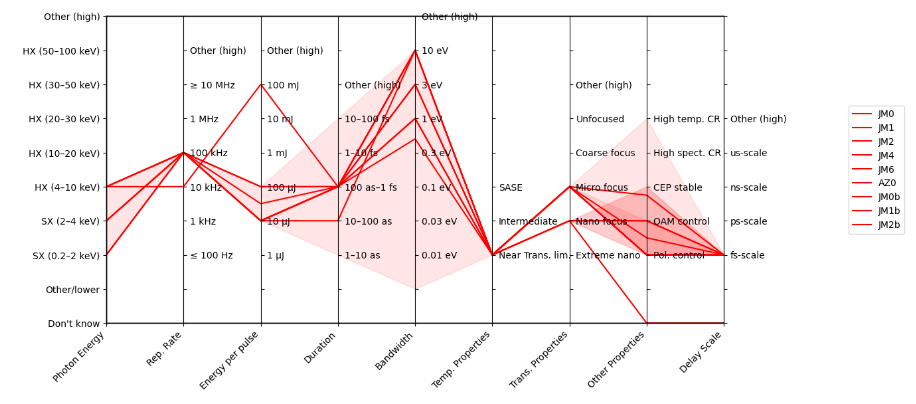 Other (high)
HX (50–100 keV)
HX (30–50 keV)
HX (20–30 keV)
HX (10–20 keV)
HX (4–10 keV)
SX (2–4 keV)
SX (0.2–2 keV)
Other/lower
Don't know
Other (high)
≥ 10 MHz
1 MHz
100 kHz
10 kHz
1 kHz
≤ 100 Hz
Other (high)
100 mJ
10 mJ
1 mJ
100 μJ
10 μJ
1 μJ
Other (high)
10–100 fs
1–10 fs
100 as–1 fs
10–100 as
1–10 as
Other (high)
10 eV
3 eV
1 eV
0.3 eV
0.1 eV
0.03 eV
0.01 eV
SASE
Intermediate
Near Trans. lim.
Other (high)
Unfocused
Coarse focus
Micro focus
Nano focus
Extreme nano
High temp. CR
High spect. CR
CEP stable
OAM control
Pol. control
Other (high)
us-scale
ns-scale
ps-scale
fs-scale
JM0
JM1
JM2
JM4
JM6
AZ0
JM0b
JM1b
JM2b
Photon Energy
Rep. Rate
Energy per pulse
Duration
Bandwidth
Temp. Properties
Trans. Properties
Other Properties
Delay Scale